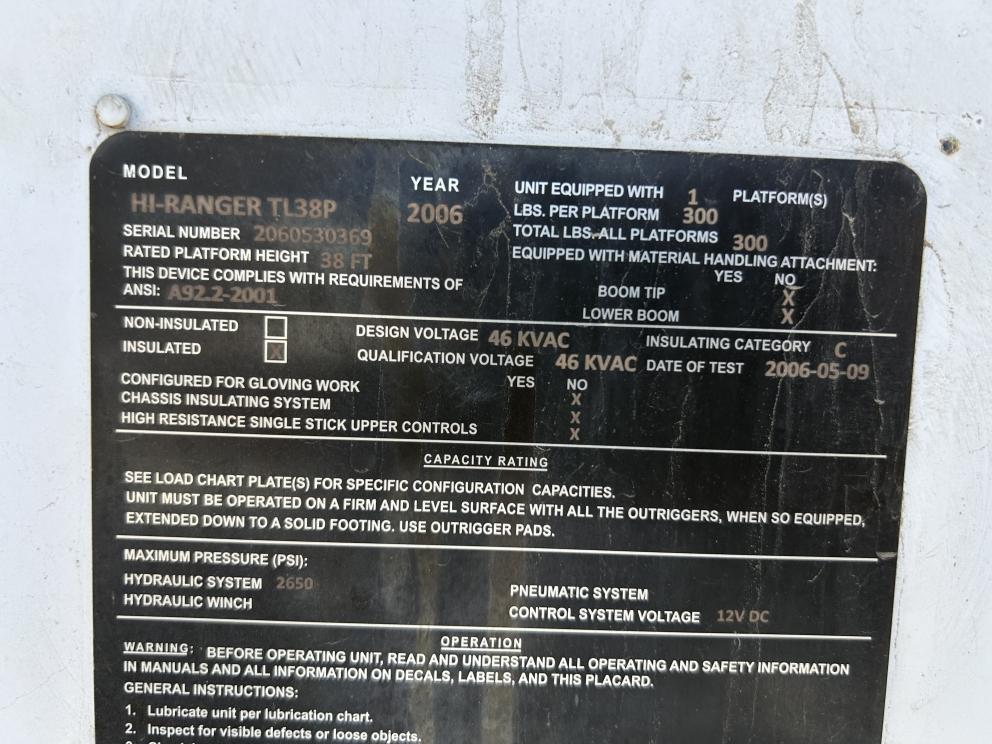 MODEL
YEAR
HI-RANGER TL38P
2006
SERIAL NUMBER 2060530369
RATED PLATFORM HEIGHT 38 FT
THIS DEVICE COMPLIES WITH REQUIREMENTS OF
ANSI: A92.2-2001
UNIT EQUIPPED WITH 1 PLATFORM(S)
LBS. PER PLATFORM 300
TOTAL LBS. ALL PLATFORMS 300
EQUIPPED WITH MATERIAL HANDLING ATTACHMENT:
YES NO
BOOM TIP X
LOWER BOOM X
NON-INSULATED
INSULATED X
DESIGN VOLTAGE 46 KVAC
QUALIFICATION VOLTAGE 46 KVAC
INSULATING CATEGORY C
DATE OF TEST 2006-05-09
YES NO
CONFIGURED FOR GLOVING WORK X
CHASSIS INSULATING SYSTEM X
HIGH RESISTANCE SINGLE STICK UPPER CONTROLS X
CAPACITY RATING
SEE LOAD CHART PLATE(S) FOR SPECIFIC CONFIGURATION CAPACITIES.
UNIT MUST BE OPERATED ON A FIRM AND LEVEL SURFACE WITH ALL THE OUTRIGGERS, WHEN SO EQUIPPED,
EXTENDED DOWN TO A SOLID FOOTING. USE OUTRIGGER PADS.
MAXIMUM PRESSURE (PSI):
HYDRAULIC SYSTEM 2650
HYDRAULIC WINCH
PNEUMATIC SYSTEM
CONTROL SYSTEM VOLTAGE 12V DC
OPERATION
WARNING: BEFORE OPERATING UNIT, READ AND UNDERSTAND ALL OPERATING AND SAFETY INFORMATION
IN MANUALS AND ALL INFORMATION ON DECALS, LABELS, AND THIS PLACARD.
GENERAL INSTRUCTIONS:
1. Lubricate unit per lubrication chart.
2. Inspect for visible defects or loose objects.